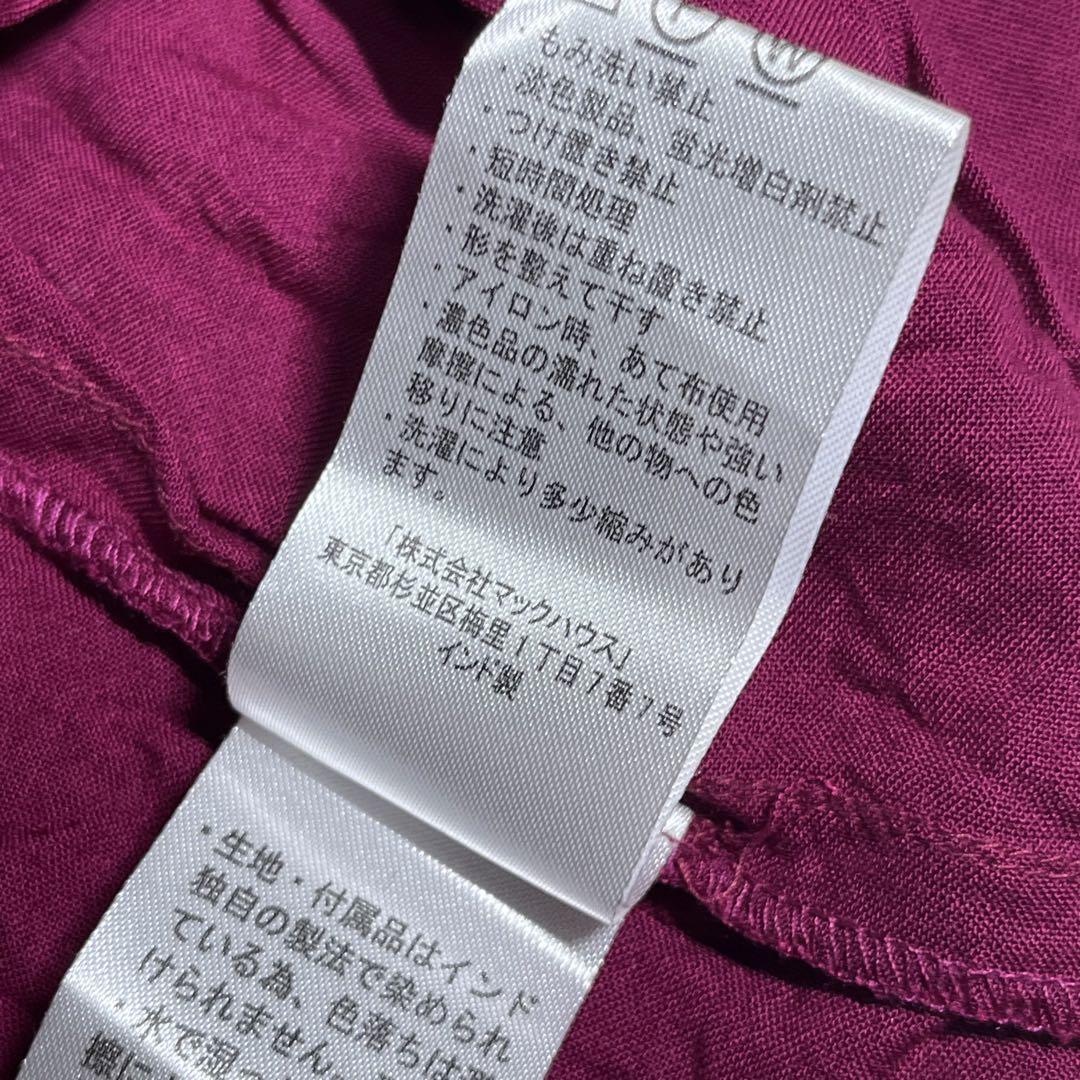 W
・もみ洗い禁止
・淡色製品、蛍光増白剤禁止
つけ置き禁止
・短時間処理
・洗濯後は重ね置き禁止
・形を整えて干す
・アイロン時、あて布使用
・濃色品の濡れた状態や強い
摩擦による、他の物への色
移りに注意
・洗濯により多少縮みがあり
ます。
「株式会社マックハウス」
東京都杉並区梅里1丁目7番7号
インド製
・生地・付属品はインド
独自の製法で染められ
ている為、色落ちは
けられません。
・水で湿
擦に